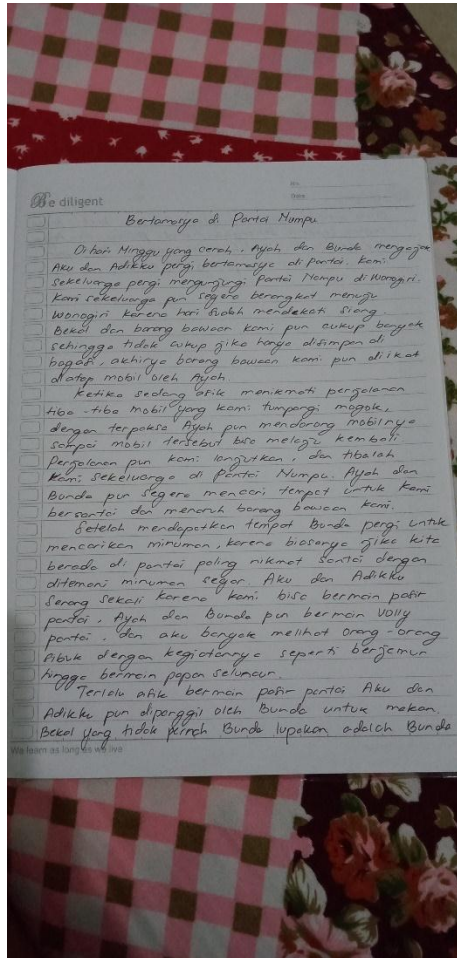 Be diligent
Bertamasya di Pantai Nampu
Di hari Minggu yang cerah, Ayah dan Bunda mengajak
Aku dan Adikku pergi bertamasya di pantai. Kami
sekeluarga pergi mengunjungi Pantai Nampu di Wonogiri.
Kami sekeluarga pun segera berangkat menuju
Wonogiri karena hari sudah mendekati siang.
Bekal dan barang bawaan kami pun cukup banyak
sehingga tidak cukup jika hanya disimpan di
bagasi, akhirya barang bawaan kami pun diikat
diatap mobil oleh Ayah.
Ketika sedang asik menikmati perjalanan
tiba-tiba mobil yang kami tumpangi mogok,
dengan terpaksa Ayah pun mendorong mobilnya
sampai mobil tersebut bisa melaju kembali
Perjalanan pun kami lanjutkan, dan tibalah
kami sekeluarga di Pantai Nampu. Ayah dan
Bunda pun segera mencari tempat untuk kami
bersantai dan menaruh barang bawaan kami.
Setelah mendapatkan tempat Bunda pergi untuk
mencarikan minuman, karena biasanya jika kita
berada di pantai paling nikmat santai dengan
ditemani minuman segar. Aku dan Adikku
Senang sekali karena kami bisa bermain pasir
pantai. Ayah dan Bunda pun bermain Volly
pantai. dan aku banyak melihat orang-orang
sibuk dengan kegiatannya seperti berjemur
hingga bermain papan seluncur.
Terlalu asik bermain pasir pantai Aku dan
Adikku pun dipanggil oleh Bunda untuk makan.
Bekal yang tidak pernah Bunda lupakan adalah Bunda
We learn as long as we live